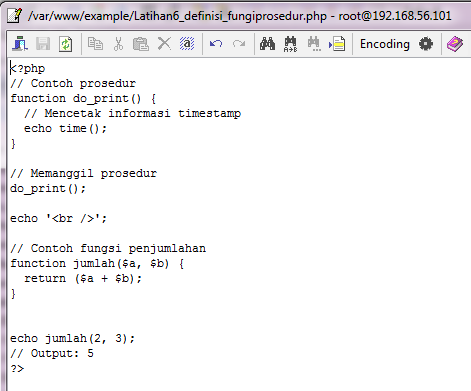 /var/www/example/Latihan6_definisi_fungiprosedur.php - root@192.168.56.101
Encoding
<?php
// Contoh prosedur
function do_print() {
  // Mencetak informasi timestamp
  echo time();
}
// Memanggil prosedur
do_print();
echo '<br />';
// Contoh fungsi penjumlahan
function jumlah($a, $b) {
  return ($a + $b);
}
echo jumlah(2, 3);
// Output: 5
?>